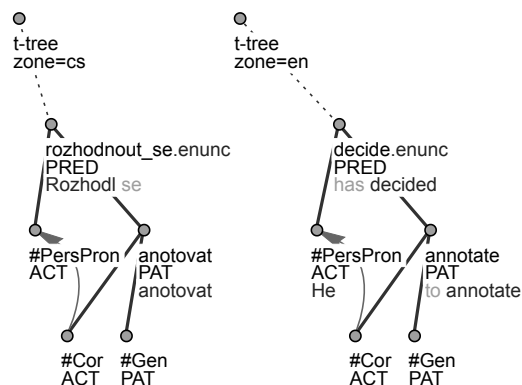 t-tree
zone=cs
rozhodnout_se.enunc
PRED
Rozhodl se
#PersPron
ACT
anotovat
PAT
anotovat
#Cor
ACT
#Gen
PAT
t-tree
zone=en
decide.enunc
PRED
has decided
#PersPron
ACT
He
annotate
PAT
to annotate
#Cor
ACT
#Gen
PAT